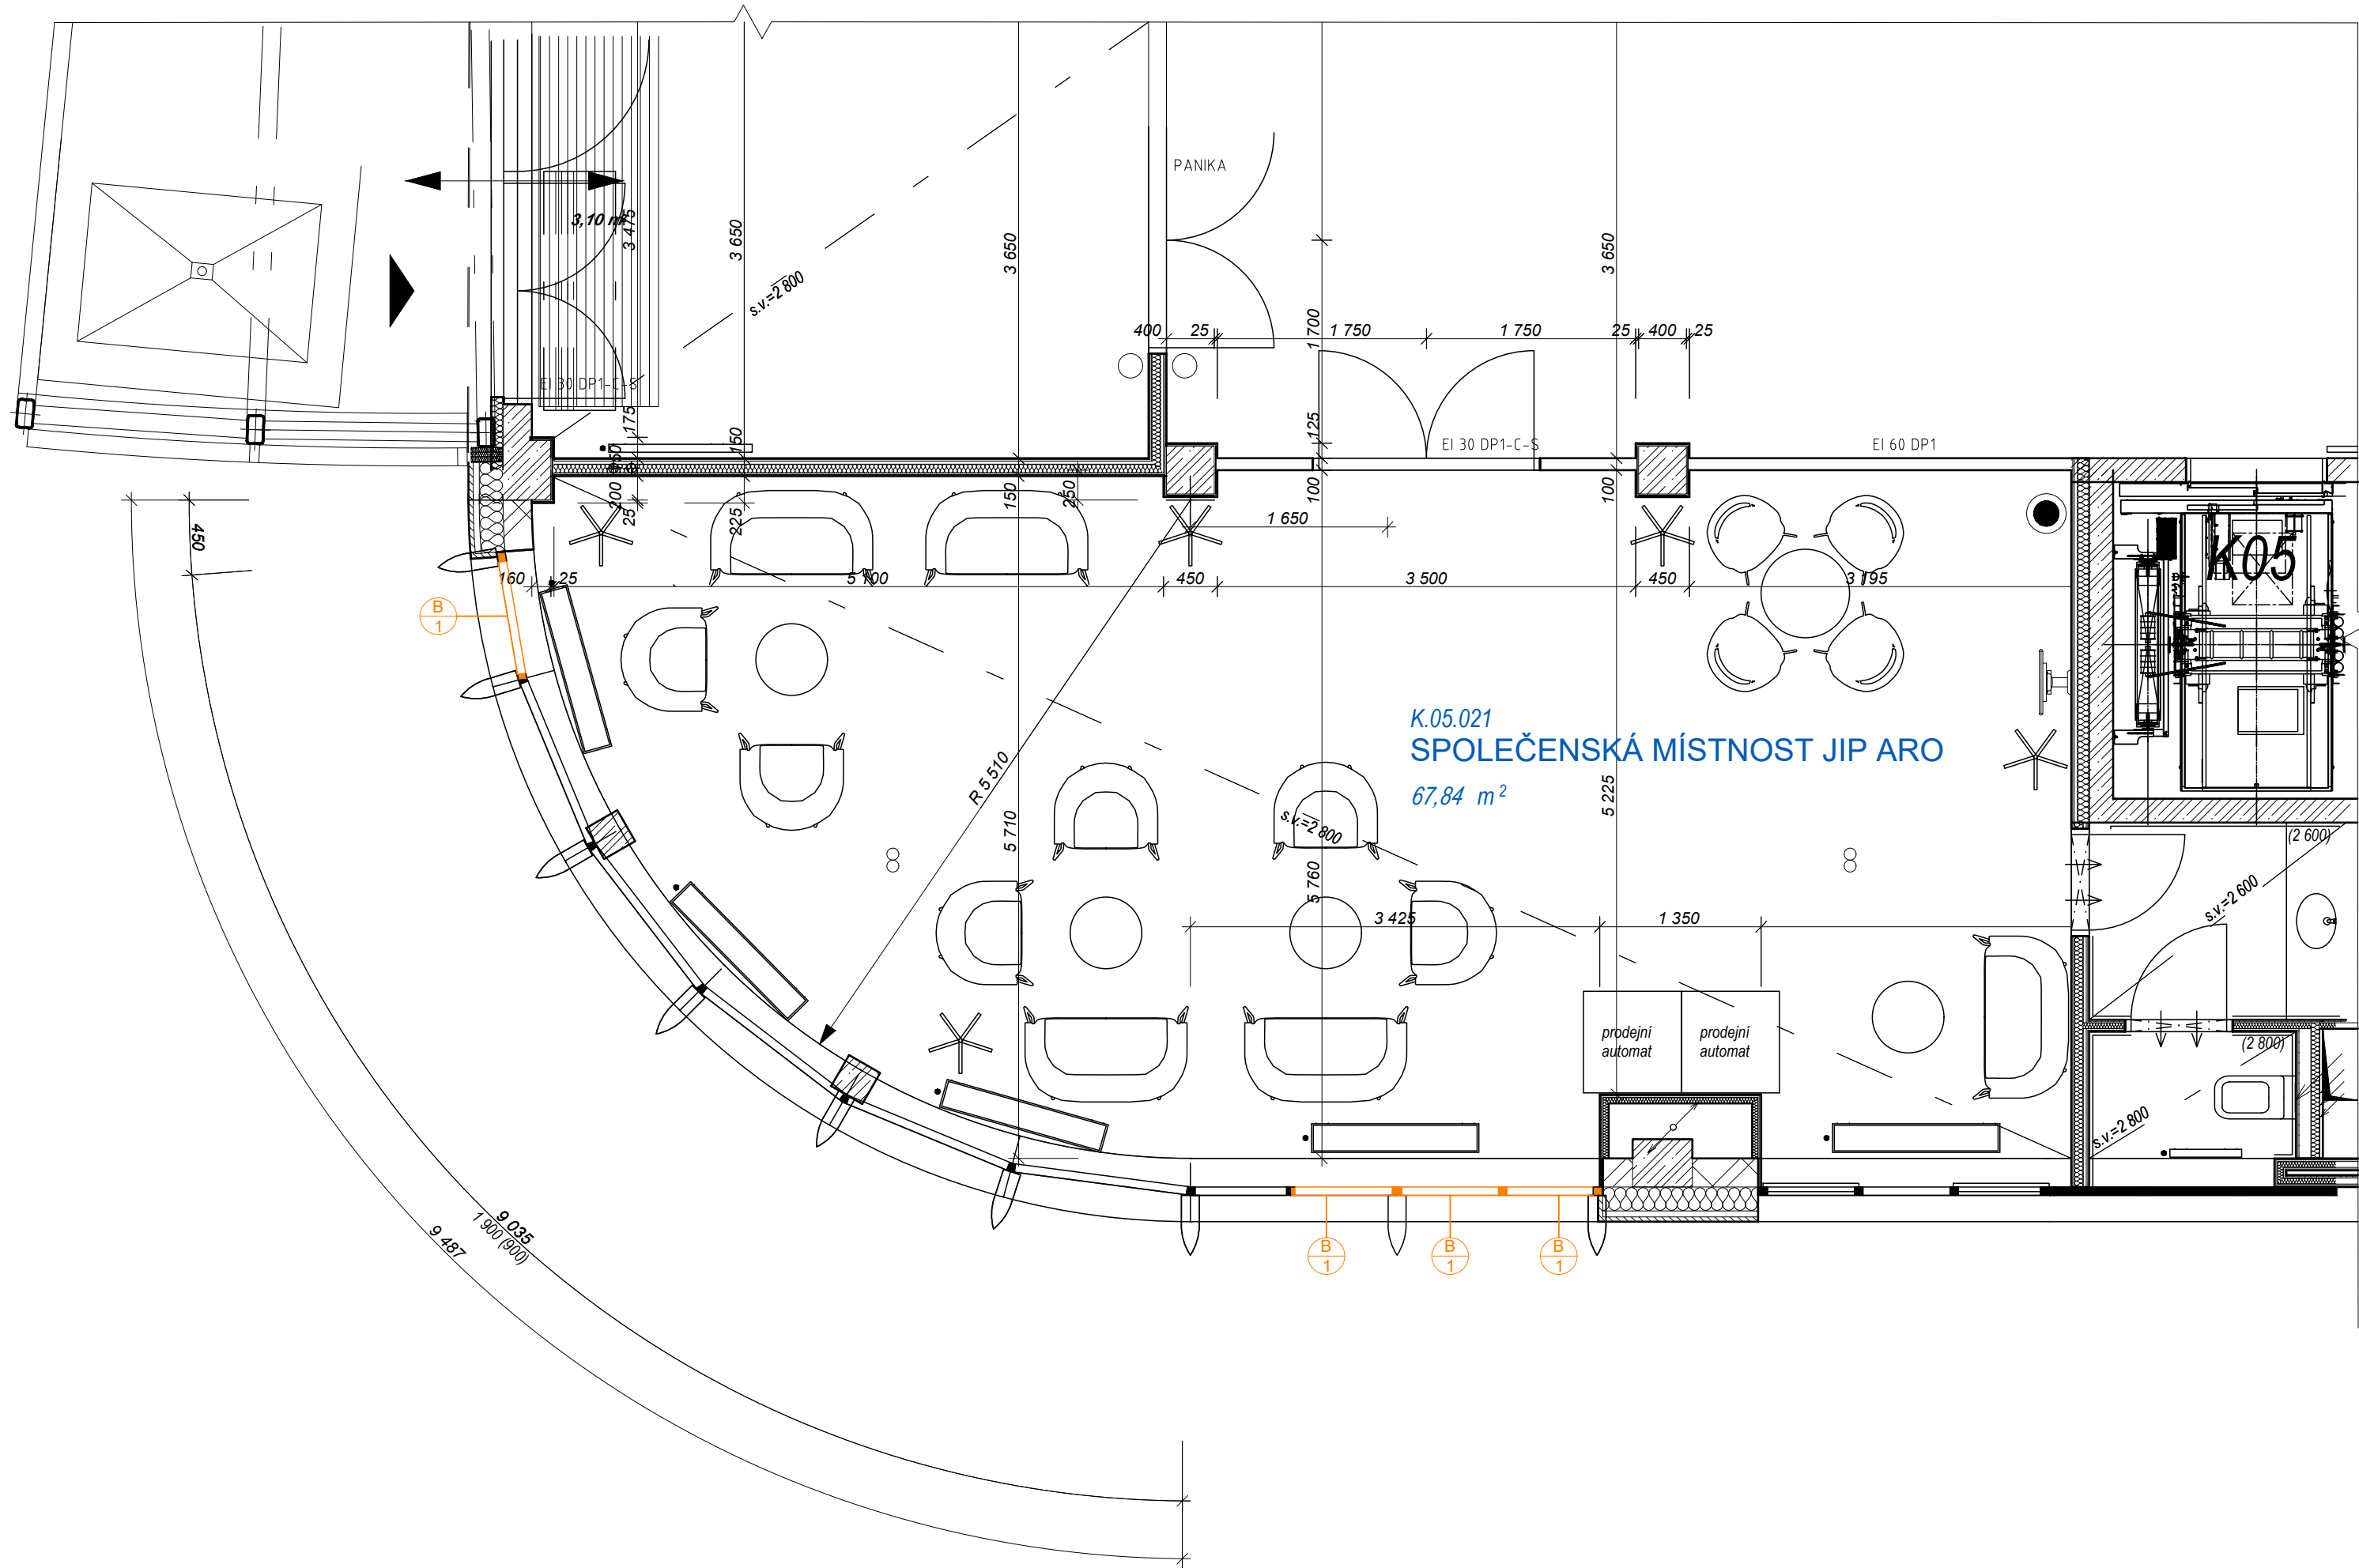 PANIKA
3,10 m²
3 475
3 650
3 650
3 650
s.v.=2 800
1 700
400
25
1 750
1 750
25
400
25
EI 30 DP1-C-S
175
150
125
EI 30 DP1-C-S
EI 60 DP1
200
25
225
150
250
100
100
1 650
450
K05
160
25
5 100
450
3 500
450
3 195
B
1
K.05.021
SPOLEČENSKÁ MÍSTNOST JIP ARO
67,84 m²
R 5 510
5 710
s.v.=2 800
5 225
5 760
(2 600)
s.v.=2 600
3 425
1 350
prodejní
automat
prodejní
automat
(2 800)
s.v.=2 800
9 035
1 900 (900)
9 487
B
1
B
1
B
1